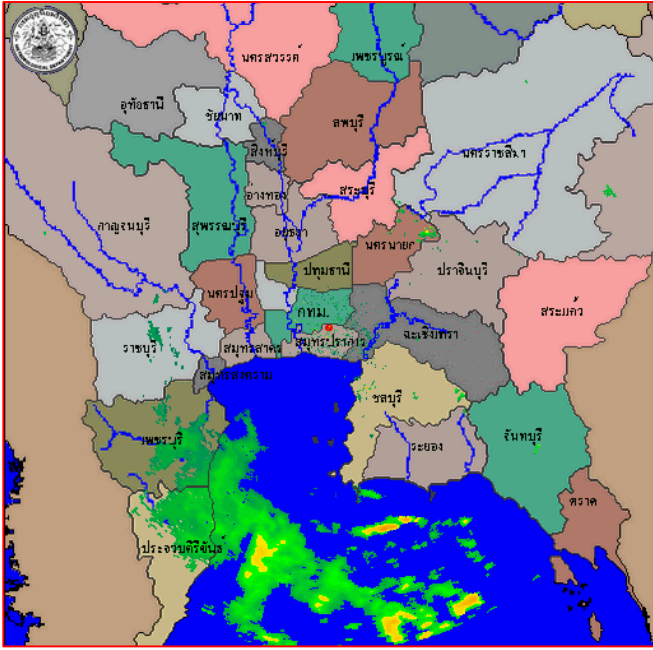 นครสวรรค์
เพชรบูรณ์
อุทัยธานี
ชัยนาท
ลพบุรี
สิงหบุรี
นครราชสีมา
สระบุรี
อ่างทอง
กาญจนบุรี
สุพรรณบุรี
อยุธยา
นครนายก
ปราจีนบุรี
ปทุมธานี
นครปฐม
กทม.
สระแก้ว
ฉะเชิงเทรา
ราชบุรี
สมุทรสาคร
สมุทรปราการ
สมุทรสงคราม
ชลบุรี
เพชรบุรี
ระยอง
จันทบุรี
ตราด
ประจวบคีรีขันธ์